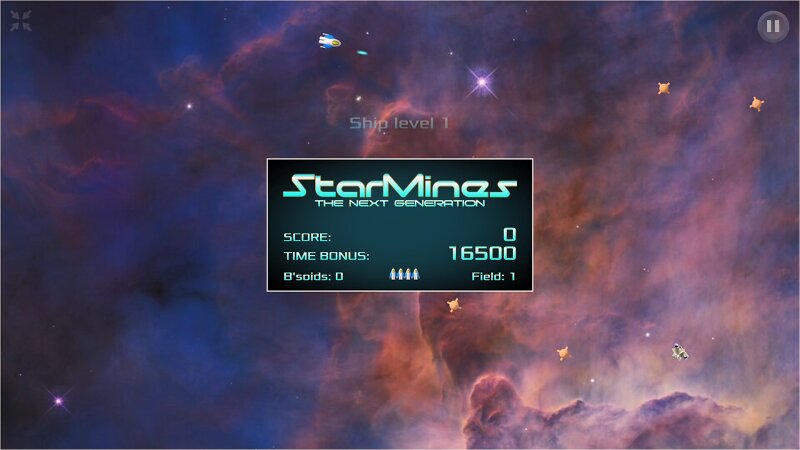 Ship level 1
StarMines
THE NEXT GENERATION
SCORE: 0
TIME BONUS: 16500
B'soids: 0 Field: 1